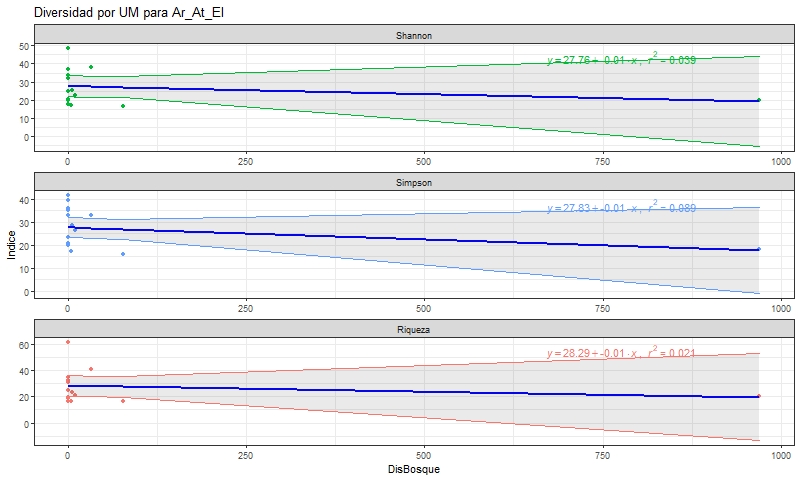 Diversidad por UM para Ar_At_El
Shannon
y = 27.76 + -0.01 · x , r² = 0.039
50
40
30
20
10
0
0 250 500 750 1000
Simpson
y = 27.83 + -0.01 · x , r² = 0.089
40
30
20
10
0
0 250 500 750 1000
Indice
Riqueza
y = 28.29 + -0.01 · x , r² = 0.021
60
40
20
0
0 250 500 750 1000
DisBosque